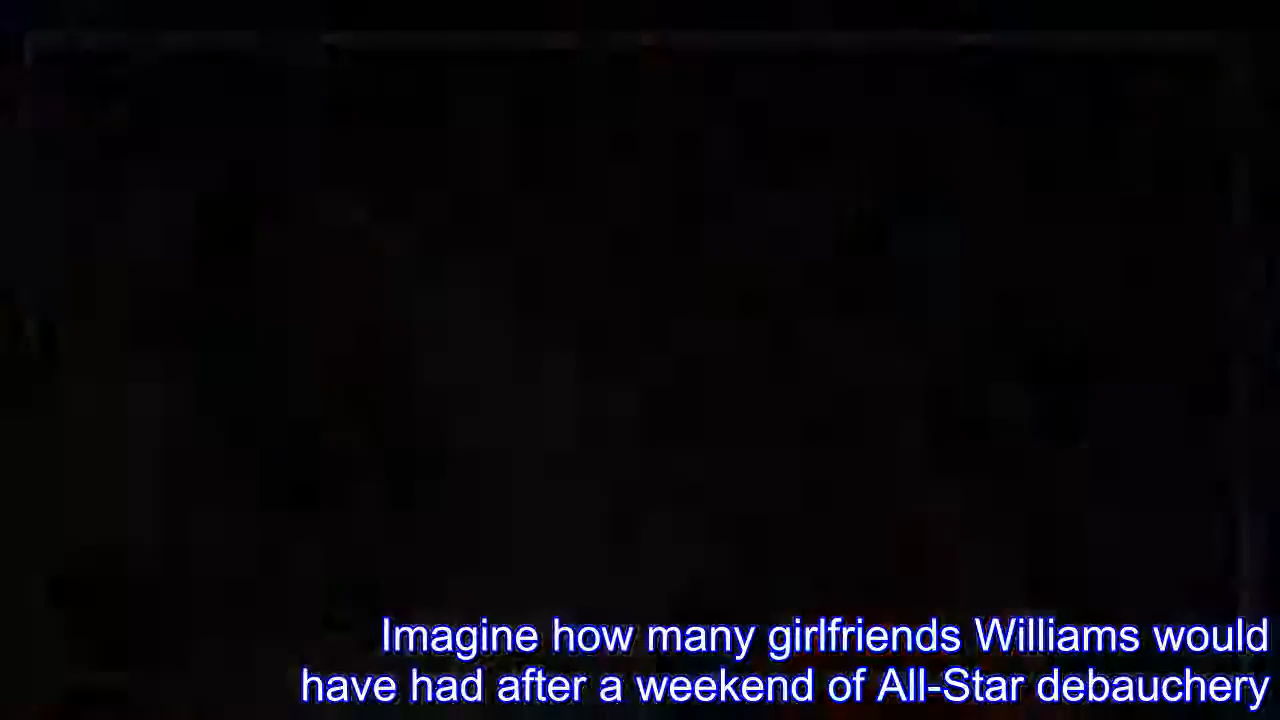 Imagine how many girlfriends Williams would
have had after a weekend of All-Star debauchery